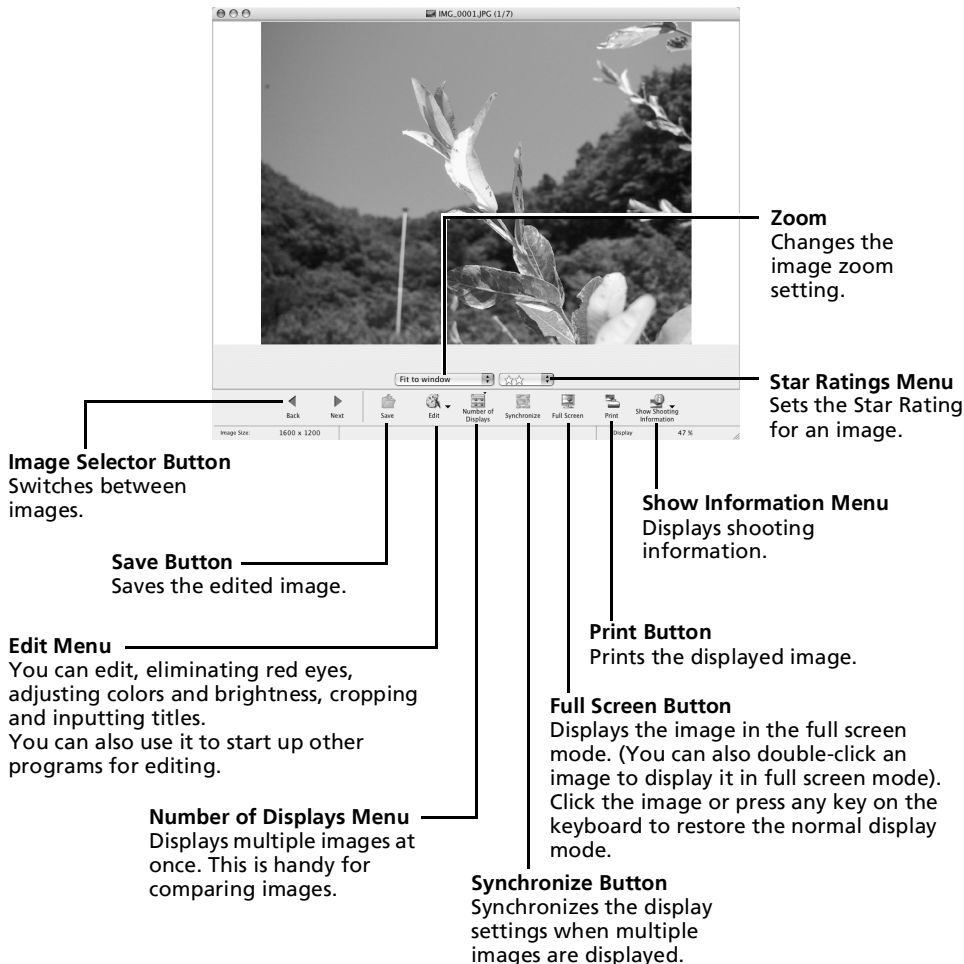 IMG_0001.JPG (1/7)
Zoom
Changes the
image zoom
setting.
Fit to window
Star Ratings Menu
Sets the Star Rating
for an image.
Back
Next
Save
Edit
Number of
Displays
Synchronize
Full Screen
Print
Show Shooting
Information
Image Size:
1600 x 1200
Display
47 %
Image Selector Button
Switches between
images.
Show Information Menu
Displays shooting
information.
Save Button
Saves the edited image.
Print Button
Prints the displayed image.
Edit Menu
You can edit, eliminating red eyes,
adjusting colors and brightness, cropping
and inputting titles.
You can also use it to start up other
programs for editing.
Full Screen Button
Displays the image in the full screen
mode. (You can also double-click an
image to display it in full screen mode).
Click the image or press any key on the
keyboard to restore the normal display
mode.
Number of Displays Menu
Displays multiple images at
once. This is handy for
comparing images.
Synchronize Button
Synchronizes the display
settings when multiple
images are displayed.